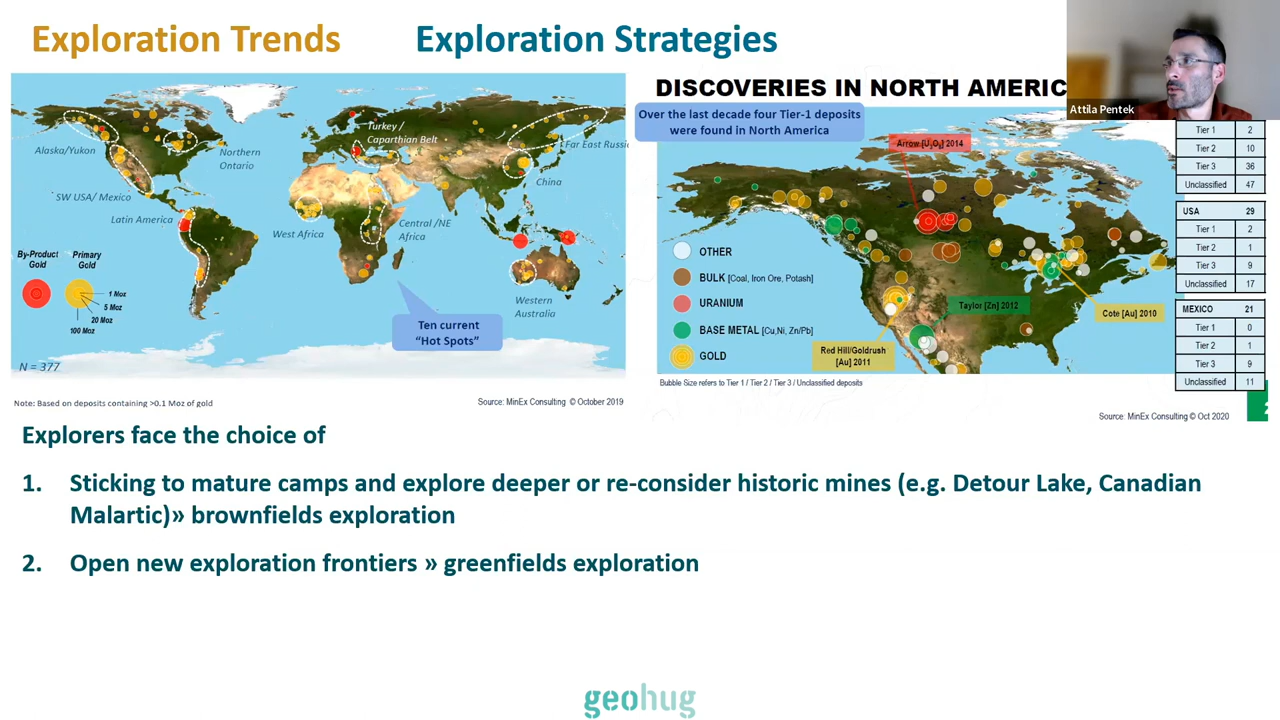 Exploration Trends
Exploration Strategies
Attila Pentek
Turkey /
Caparthian Belt
Far East Russi
Alaska/Yukon
Northern
Ontario
China
SW USA/ Mexico
Latin America
West Africa
Central /NE
Africa
Western
Australia
By-Product
Gold
Primary
Gold
1 Moz
5 Moz
20 Moz
100 Moz
Ten current
“Hot Spots”
N = 377
Note: Based on deposits containing >0.1 Moz of gold
Source: MinEx Consulting © October 2019
DISCOVERIES IN NORTH AMERIC
Over the last decade four Tier-1 deposits
were found in North America
Arrow [U3O8] 2014
OTHER
BULK [Coal, Iron Ore, Potash]
URANIUM
BASE METAL [Cu,Ni, Zn/Pb]
GOLD
Taylor [Zn] 2012
Cote [Au] 2010
Red Hill/Goldrush
[Au] 2011
Bubble Size refers to Tier 1 / Tier 2 / Tier 3 / Unclassified deposits
Tier 1 2
Tier 2 10
Tier 3 36
Unclassified 47
USA 29
Tier 1 2
Tier 2 1
Tier 3 9
Unclassified 17
MEXICO 21
Tier 1 0
Tier 2 1
Tier 3 9
Unclassified 11
Source: MinEx Consulting © Oct 2020
Explorers face the choice of
1. Sticking to mature camps and explore deeper or re-consider historic mines (e.g. Detour Lake, Canadian
Malartic)» brownfields exploration
2. Open new exploration frontiers » greenfields exploration
geohug